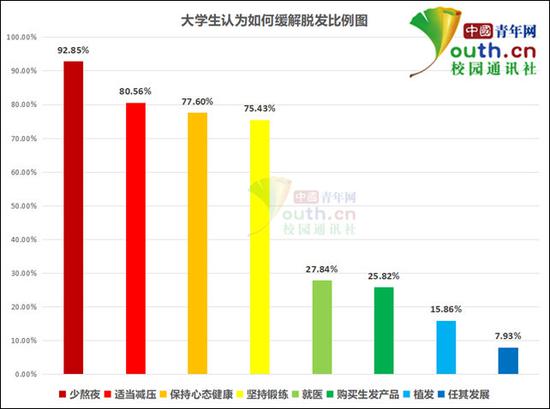 大学生认为如何缓解脱发比例图
中國青年网
Youth.cn
校园通讯社
100.00%
90.00%
80.00%
70.00%
60.00%
50.00%
40.00%
30.00%
20.00%
10.00%
0.00%
92.85%
80.56%
77.60%
75.43%
27.84%
25.82%
15.86%
7.93%
中國青年网
Youth.cn
校园通讯社
少熬夜 适当减压 保持心态健康 坚持锻炼 就医 购买生发产品 植发 任其发展